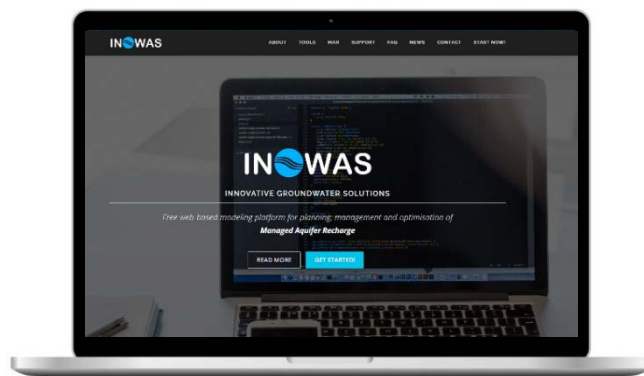 INOWAS ABOUT TOOLS MAR SUPPORT FAQ NEWS CONTACT START NOW!
INOWAS
INNOVATIVE GROUNDWATER SOLUTIONS
Free web-based modeling platform for planning, management and optimisation of
Managed Aquifer Recharge
READ MORE GET STARTED!